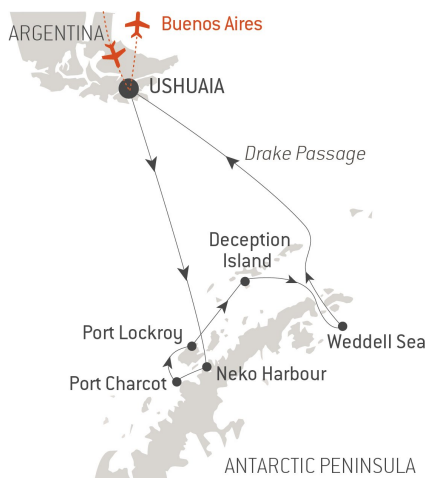 ARGENTINA
Buenos Aires
USHUAIA
Drake Passage
Deception
Island
Port Lockroy
Weddell Sea
Neko Harbour
Port Charcot
ANTARCTIC PENINSULA